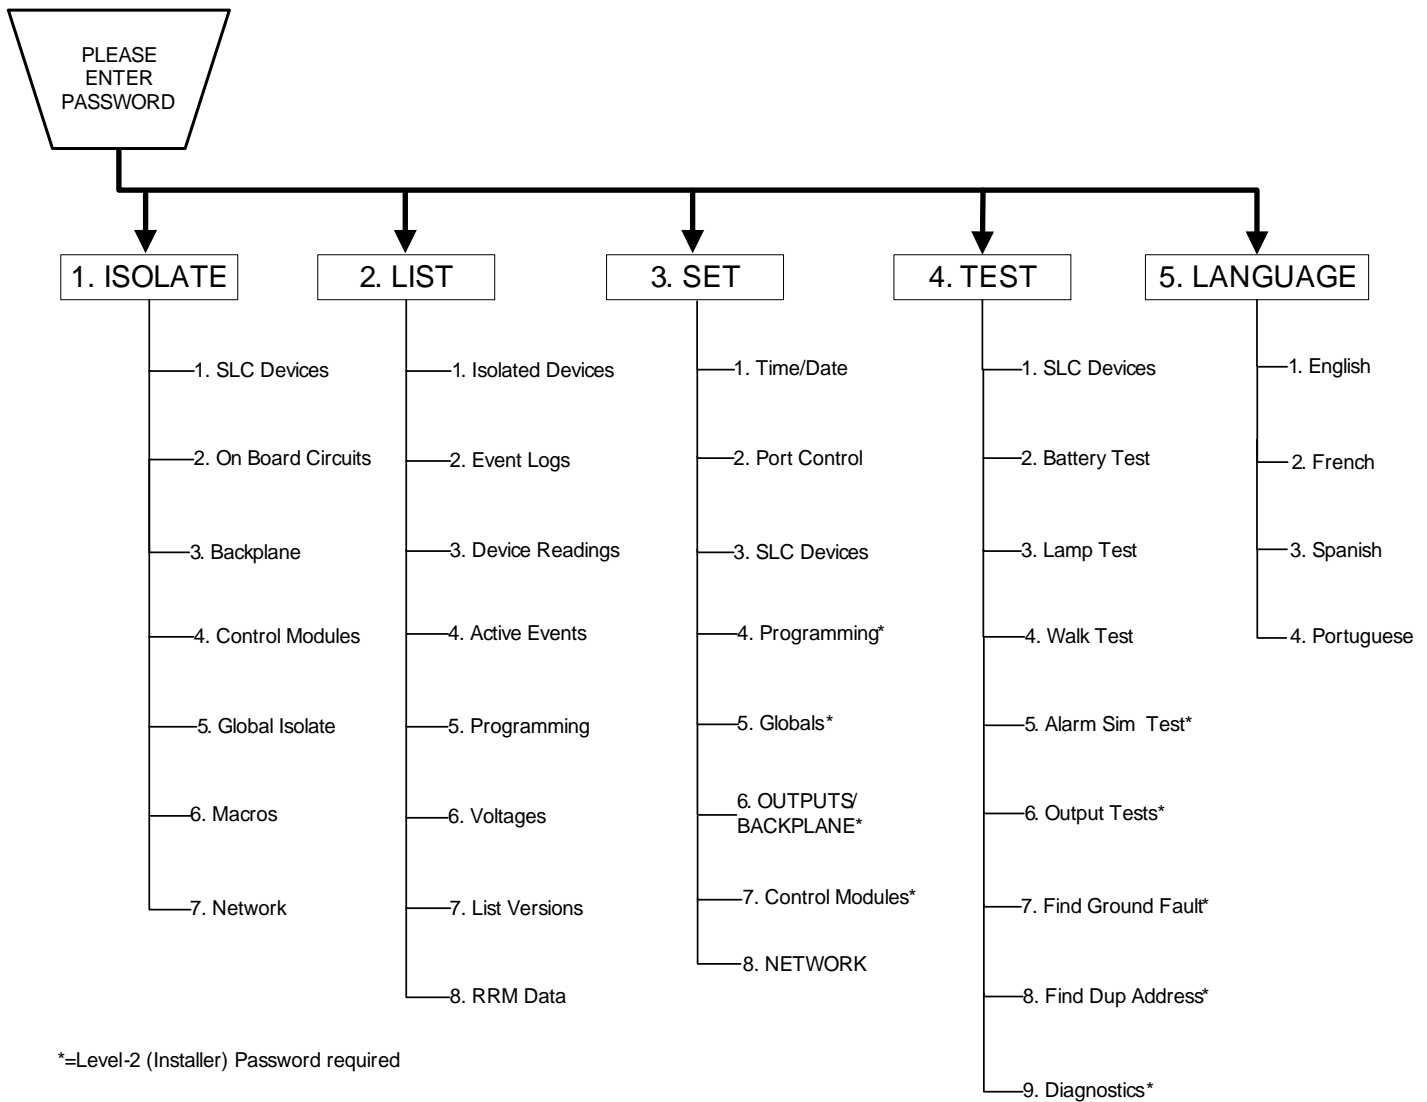 PLEASE
ENTER
PASSWORD
1. ISOLATE
1. SLC Devices
2. On Board Circuits
3. Backplane
4. Control Modules
5. Global Isolate
6. Macros
7. Network
2. LIST
1. Isolated Devices
2. Event Logs
3. Device Readings
4. Active Events
5. Programming
6. Voltages
7. List Versions
8. RRM Data
3. SET
1. Time/Date
2. Port Control
3. SLC Devices
4. Programming*
5. Globals*
6. OUTPUTS/
BACKPLANE*
7. Control Modules*
8. NETWORK
4. TEST
1. SLC Devices
2. Battery Test
3. Lamp Test
4. Walk Test
5. Alarm Sim Test*
6. Output Tests*
7. Find Ground Fault*
8. Find Dup Address*
9. Diagnostics*
5. LANGUAGE
1. English
2. French
3. Spanish
4. Portuguese
*=Level-2 (Installer) Password required